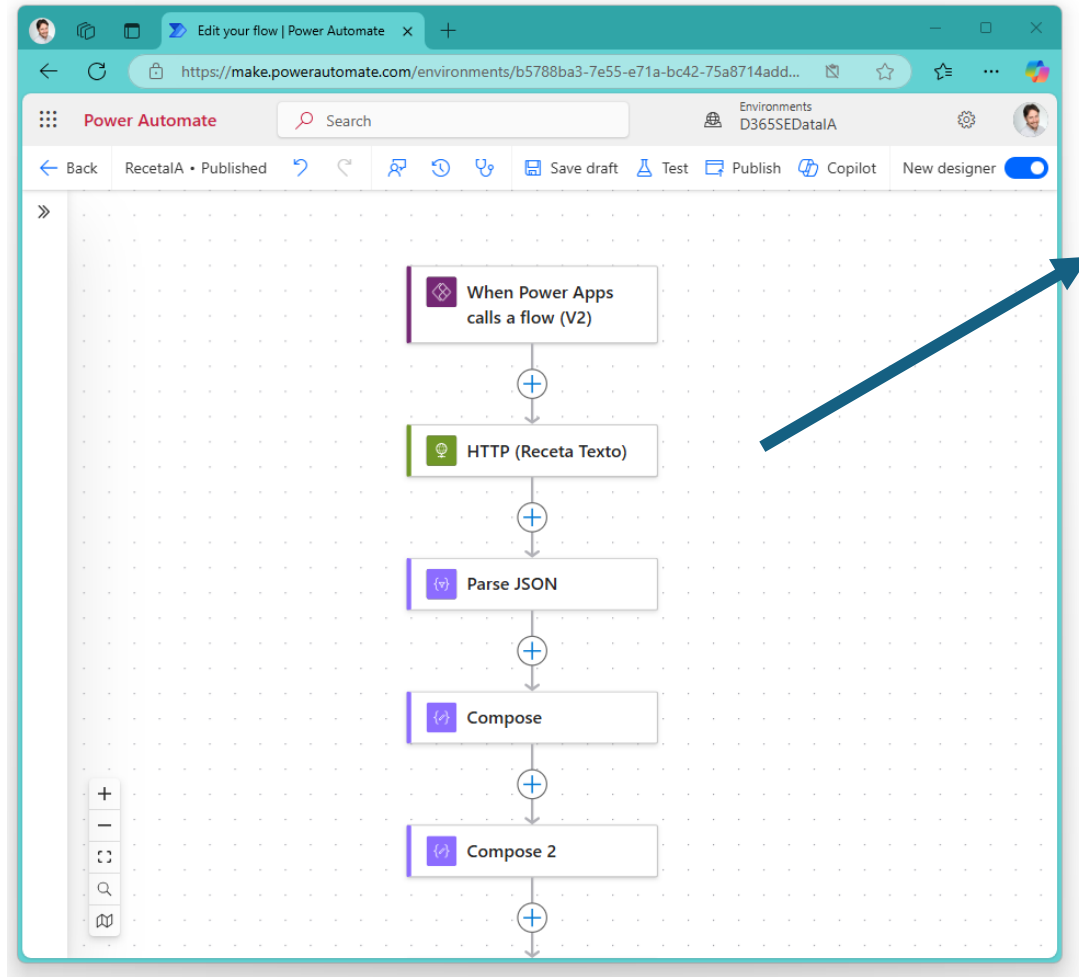 Edit your flow | Power Automate
https://make.powerautomate.com/environments/b5788ba3-7e55-e71a-bc42-75a8714add...
Power Automate
Search
Environments
D365SEDataIA
Back
RecetaIA • Published
Save draft
Test
Publish
Copilot
New designer
When Power Apps
calls a flow (V2)
HTTP (Receta Texto)
Parse JSON
Compose
Compose 2